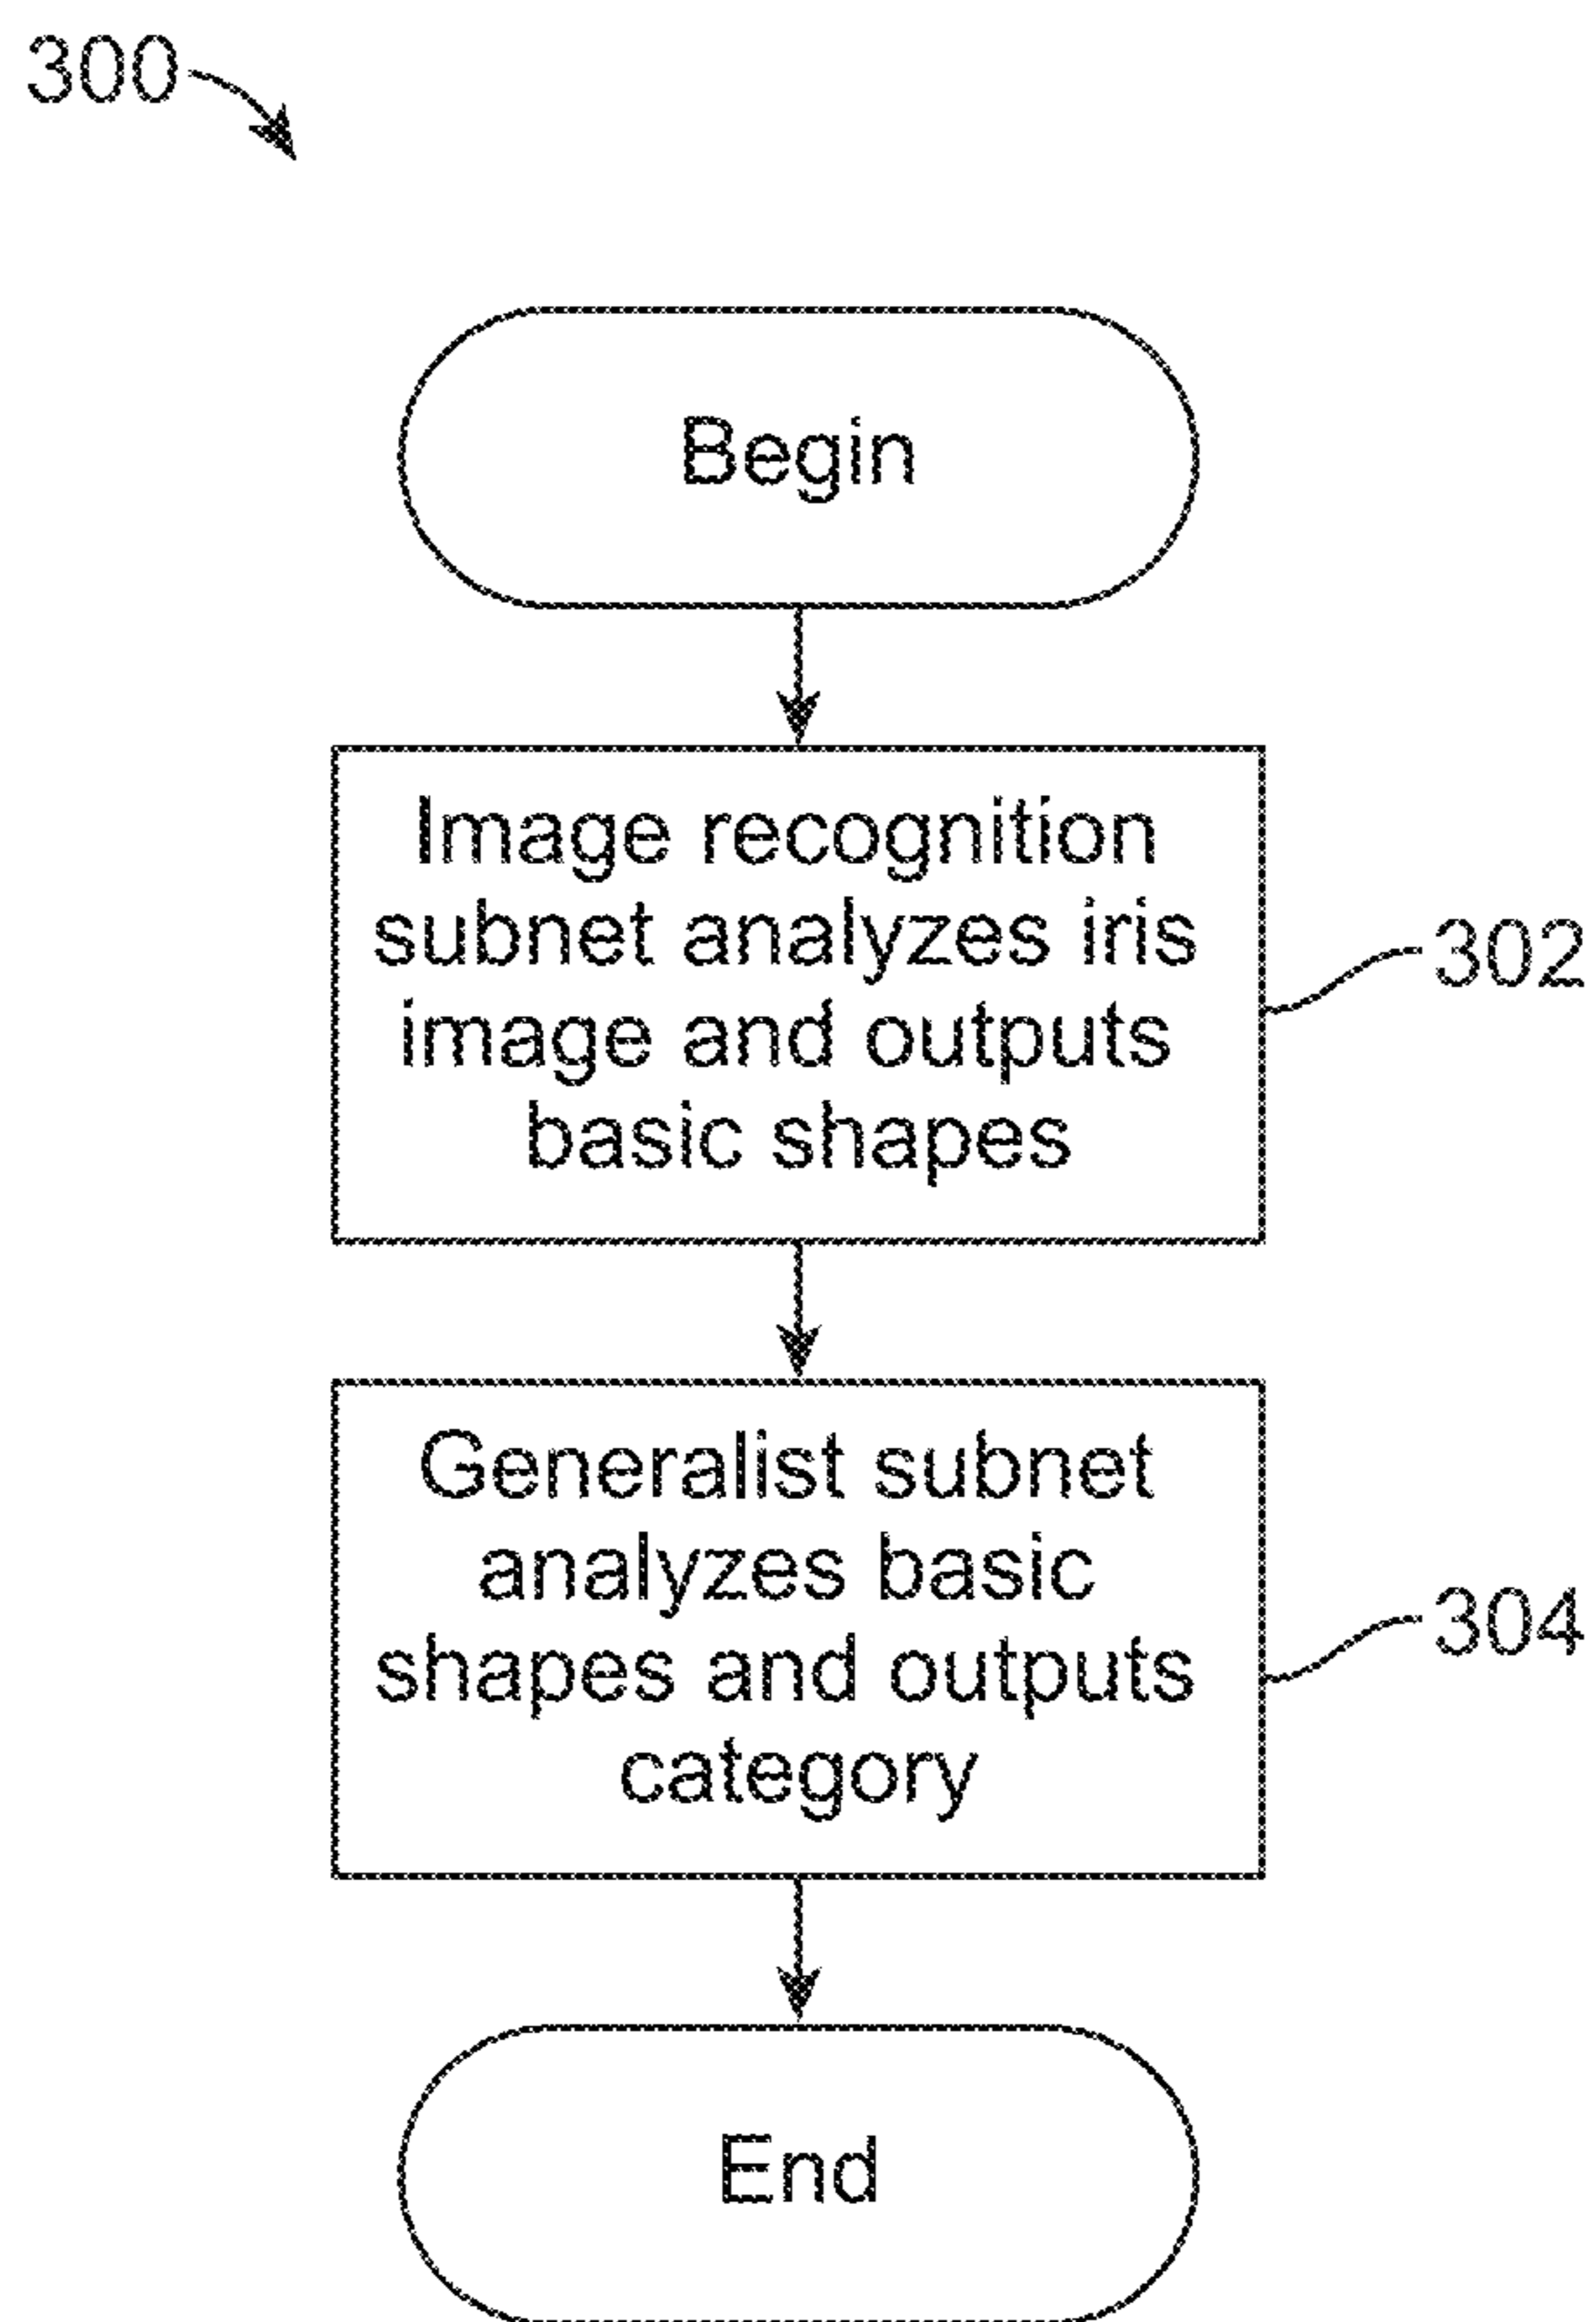 300
Begin
Image recognition
subnet analyzes iris
image and outputs
basic shapes
302
Generalist subnet
analyzes basic
shapes and outputs
category
304
End